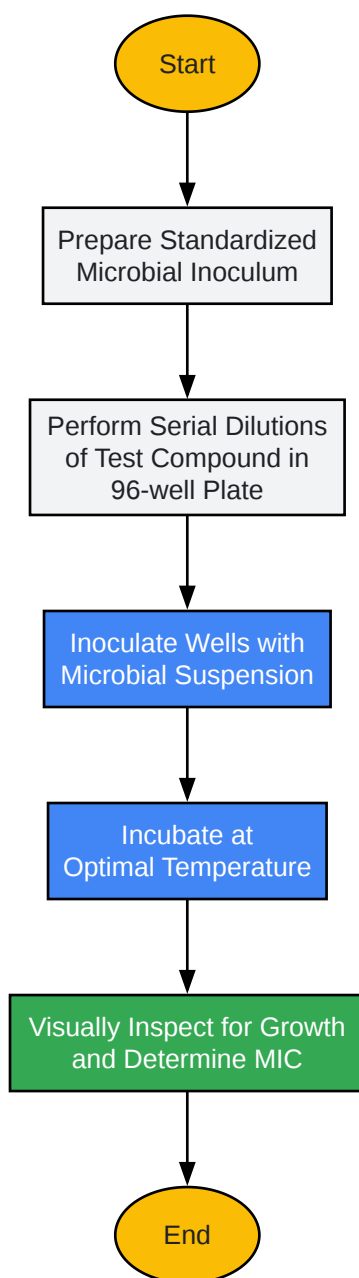 Start
Prepare Standardized
Microbial Inoculum
Perform Serial Dilutions
of Test Compound in
96-well Plate
Inoculate Wells with
Microbial Suspension
Incubate at
Optimal Temperature
Visually Inspect for Growth
and Determine MIC
End